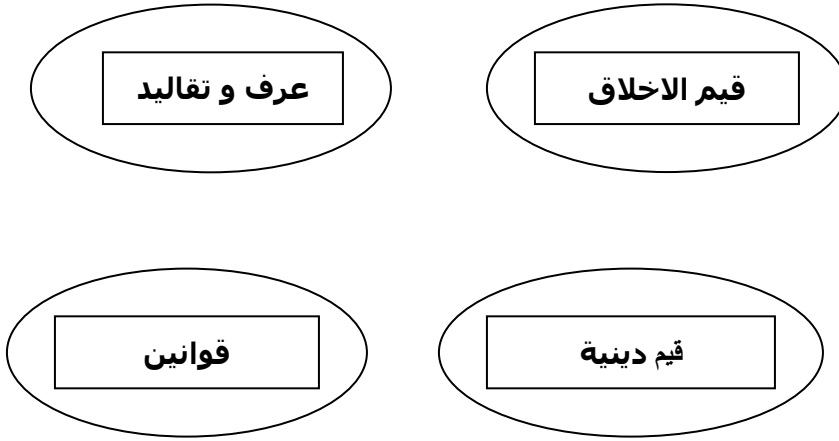 قيم الاخلاق
عرف و تقاليد
قيم دينية
قوانين